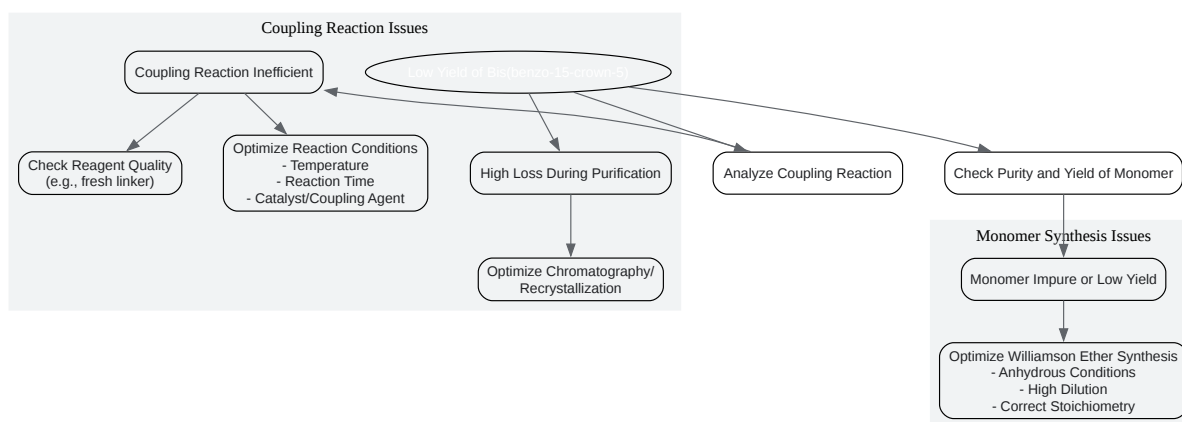 Coupling Reaction Issues
Coupling Reaction Inefficient
Low Yield of Bis(benzo-15-crown-5)
Check Reagent Quality
(e.g., fresh linker)
Optimize Reaction Conditions
- Temperature
- Reaction Time
- Catalyst/Coupling Agent
High Loss During Purification
Analyze Coupling Reaction
Check Purity and Yield of Monomer
Optimize Chromatography/
Recrystallization
Monomer Synthesis Issues
Monomer Impure or Low Yield
Optimize Williamson Ether Synthesis
- Anhydrous Conditions
- High Dilution
- Correct Stoichiometry